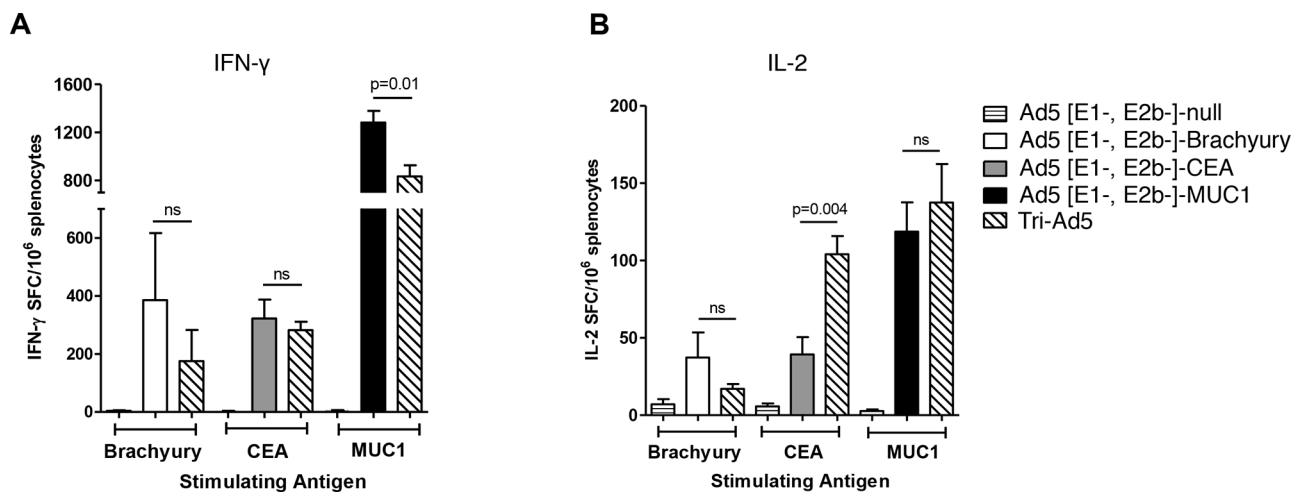 A
IFN-γ
IFN-γ SFC/10⁶ splenocytes
1600
1200
800
600
400
200
0
ns
ns
p=0.01
Brachyury
CEA
MUC1
Stimulating Antigen
B
IL-2
IL-2 SFC/10⁶ splenocytes
200
150
100
50
0
ns
p=0.004
ns
Brachyury
CEA
MUC1
Stimulating Antigen
Ad5 [E1-, E2b-]-null
Ad5 [E1-, E2b-]-Brachyury
Ad5 [E1-, E2b-]-CEA
Ad5 [E1-, E2b-]-MUC1
Tri-Ad5